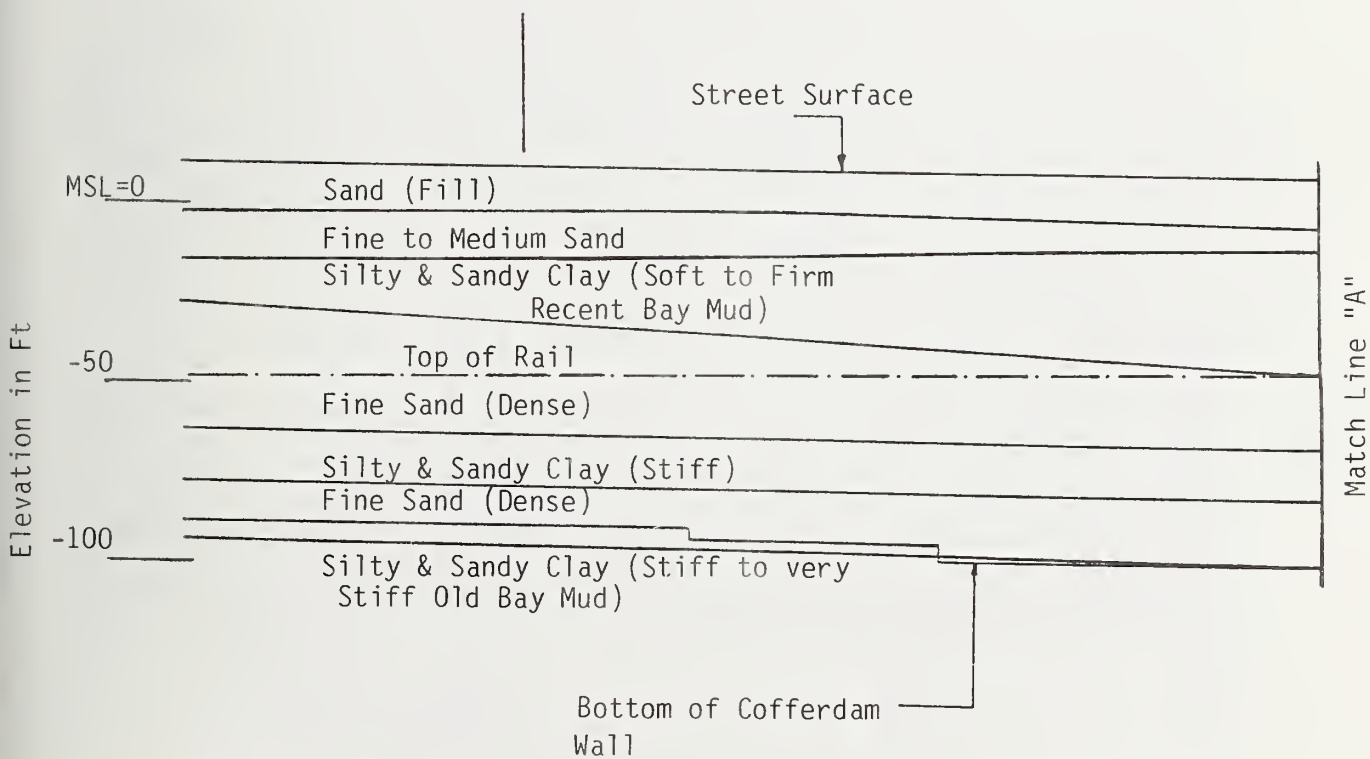 Street Surface
MSL=0
Sand (Fill)
Fine to Medium Sand
Silty & Sandy Clay (Soft to Firm
Recent Bay Mud)
Top of Rail
-50
Fine Sand (Dense)
Silty & Sandy Clay (Stiff)
Fine Sand (Dense)
-100
Silty & Sandy Clay (Stiff to very
Stiff Old Bay Mud)
Bottom of Cofferdam
Wall
Elevation in Ft
Match Line "A"